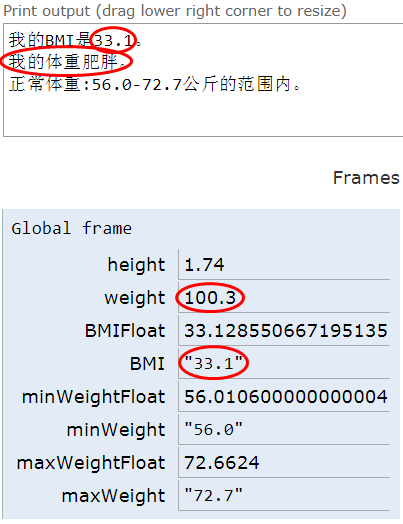 Print output (drag lower right corner to resize)
我的BMI是33.1。
我的体重肥胖。
正常体重:56.0-72.7公斤的范围内。
Frames
Global frame
height 1.74
weight 100.3
BMIFloat 33.128550667195135
BMI "33.1"
minWeightFloat 56.010600000000004
minWeight "56.0"
maxWeightFloat 72.6624
maxWeight "72.7"